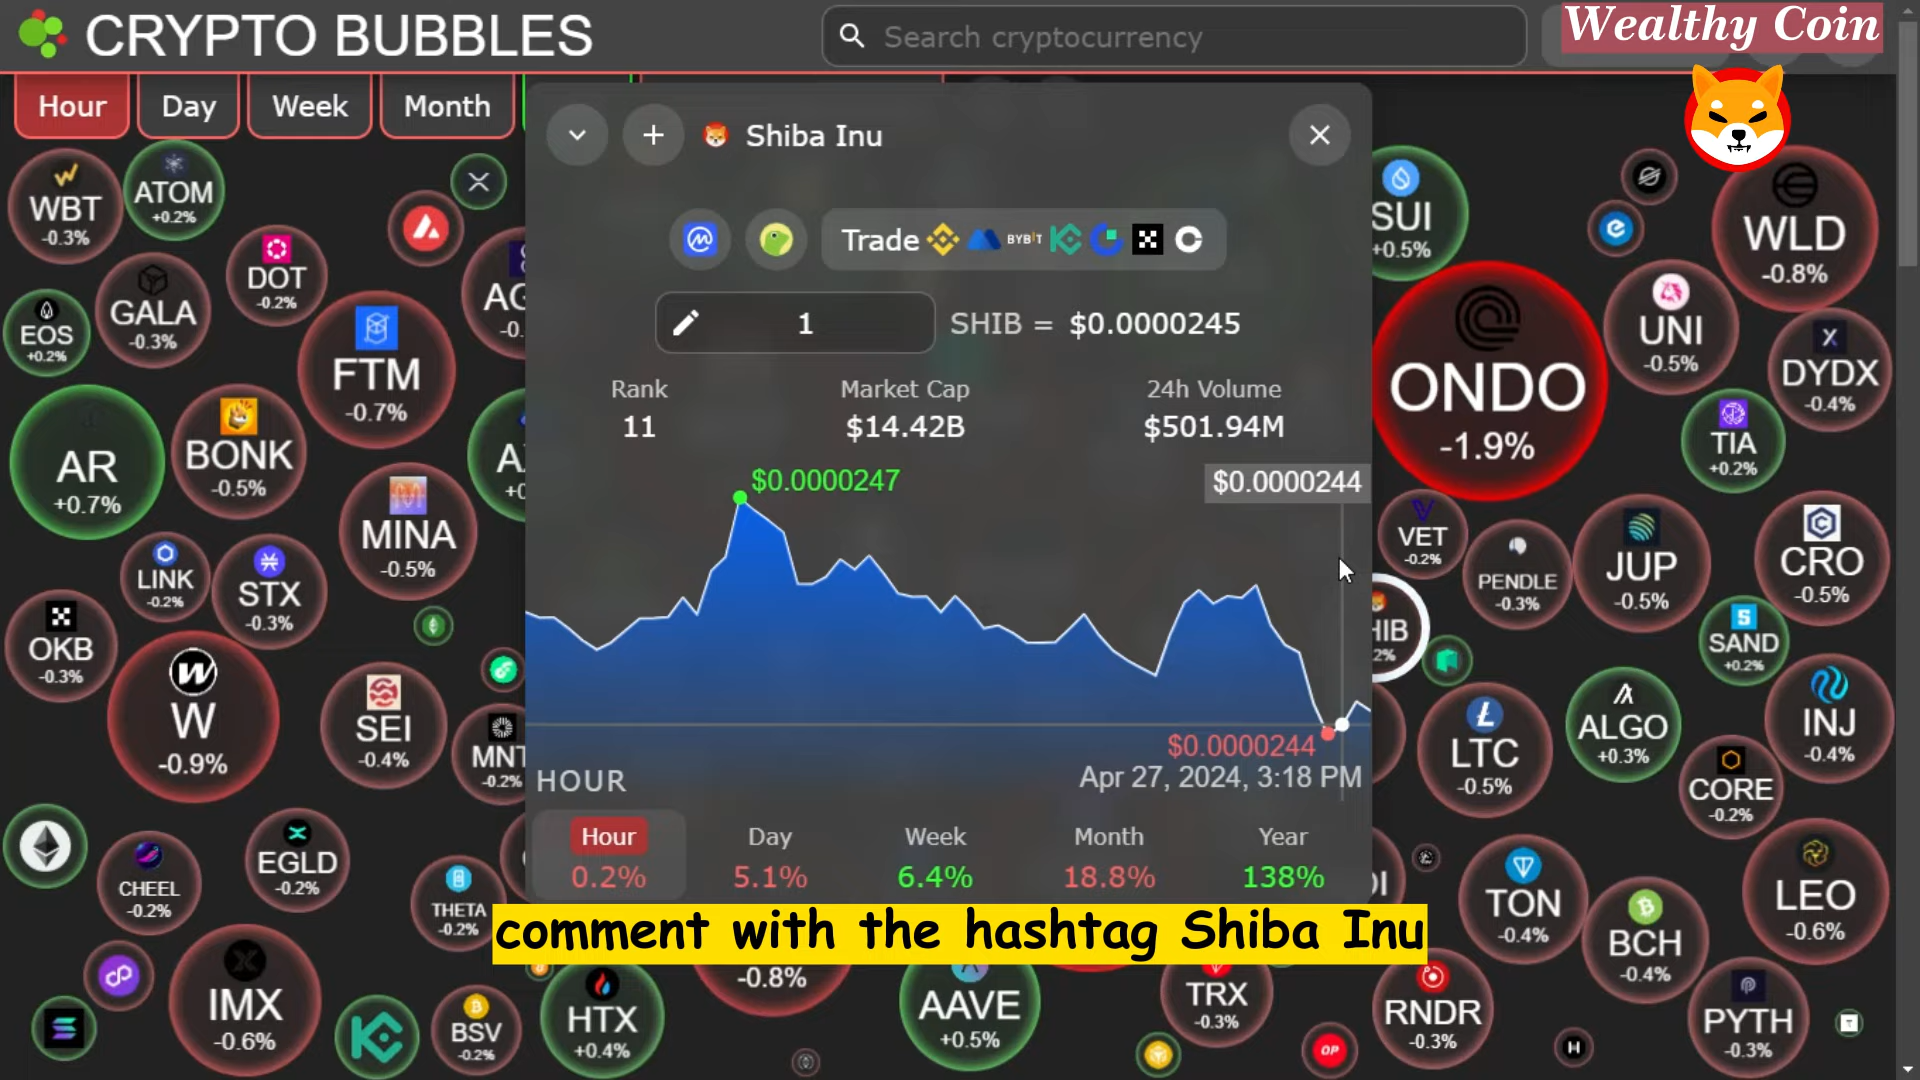 CRYPTO BUBBLES
Search cryptocurrency
Wealthy Coin
Hour
Day
Week
Month
Shiba Inu
Trade
BYBIT
1
SHIB = $0.0000245
Rank
11
Market Cap
$14.42B
24h Volume
$501.94M
$0.0000247
$0.0000244
$0.0000244
HOUR
Apr 27, 2024, 3:18 PM
Hour
0.2%
Day
5.1%
Week
6.4%
Month
18.8%
Year
138%
comment with the hashtag Shiba Inu
WBT
-0.3%
ATOM
+0.2%
DOT
-0.2%
GALA
-0.3%
EOS
+0.2%
FTM
-0.7%
AR
+0.7%
BONK
-0.5%
MINA
-0.5%
LINK
-0.2%
STX
-0.3%
OKB
-0.3%
W
-0.9%
SEI
-0.4%
MNT
-0.2%
EGLD
-0.2%
CHEEL
-0.2%
THETA
-0.2%
IMX
-0.6%
BSV
-0.2%
HTX
+0.4%
-0.8%
AAVE
+0.5%
TRX
-0.3%
OP
RNDR
-0.3%
SUI
+0.5%
WLD
-0.8%
ONDO
-1.9%
UNI
-0.5%
DYDX
-0.4%
TIA
+0.2%
VET
-0.2%
PENDLE
-0.3%
JUP
-0.5%
CRO
-0.5%
SAND
+0.2%
HIB
2%
LTC
-0.5%
ALGO
+0.3%
INJ
-0.4%
CORE
-0.2%
TON
-0.4%
BCH
-0.4%
LEO
-0.6%
PYTH
-0.3%